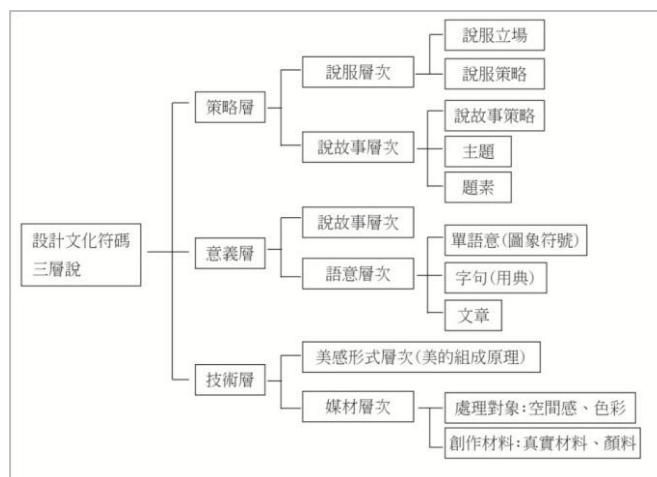 說服立場
說服層次
說服策略
策略層
說故事策略
說故事層次
主題
題素
設計文化符碼
三層說
說故事層次
意義層
單語意(圖象符號)
語意層次
字句(用典)
文章
美感形式層次(美的組成原理)
技術層
媒材層次
處理對象:空間感、色彩
創作材料:真實材料、顏料